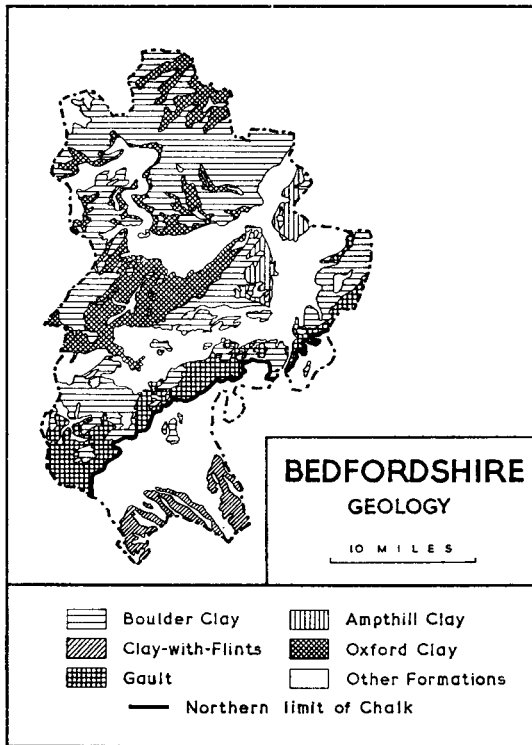 BEDFORDSHIRE
GEOLOGY
10 MILES
Boulder Clay
Ampthill Clay
Clay-with-Flints
Oxford Clay
Gault
Other Formations
Northern limit of Chalk